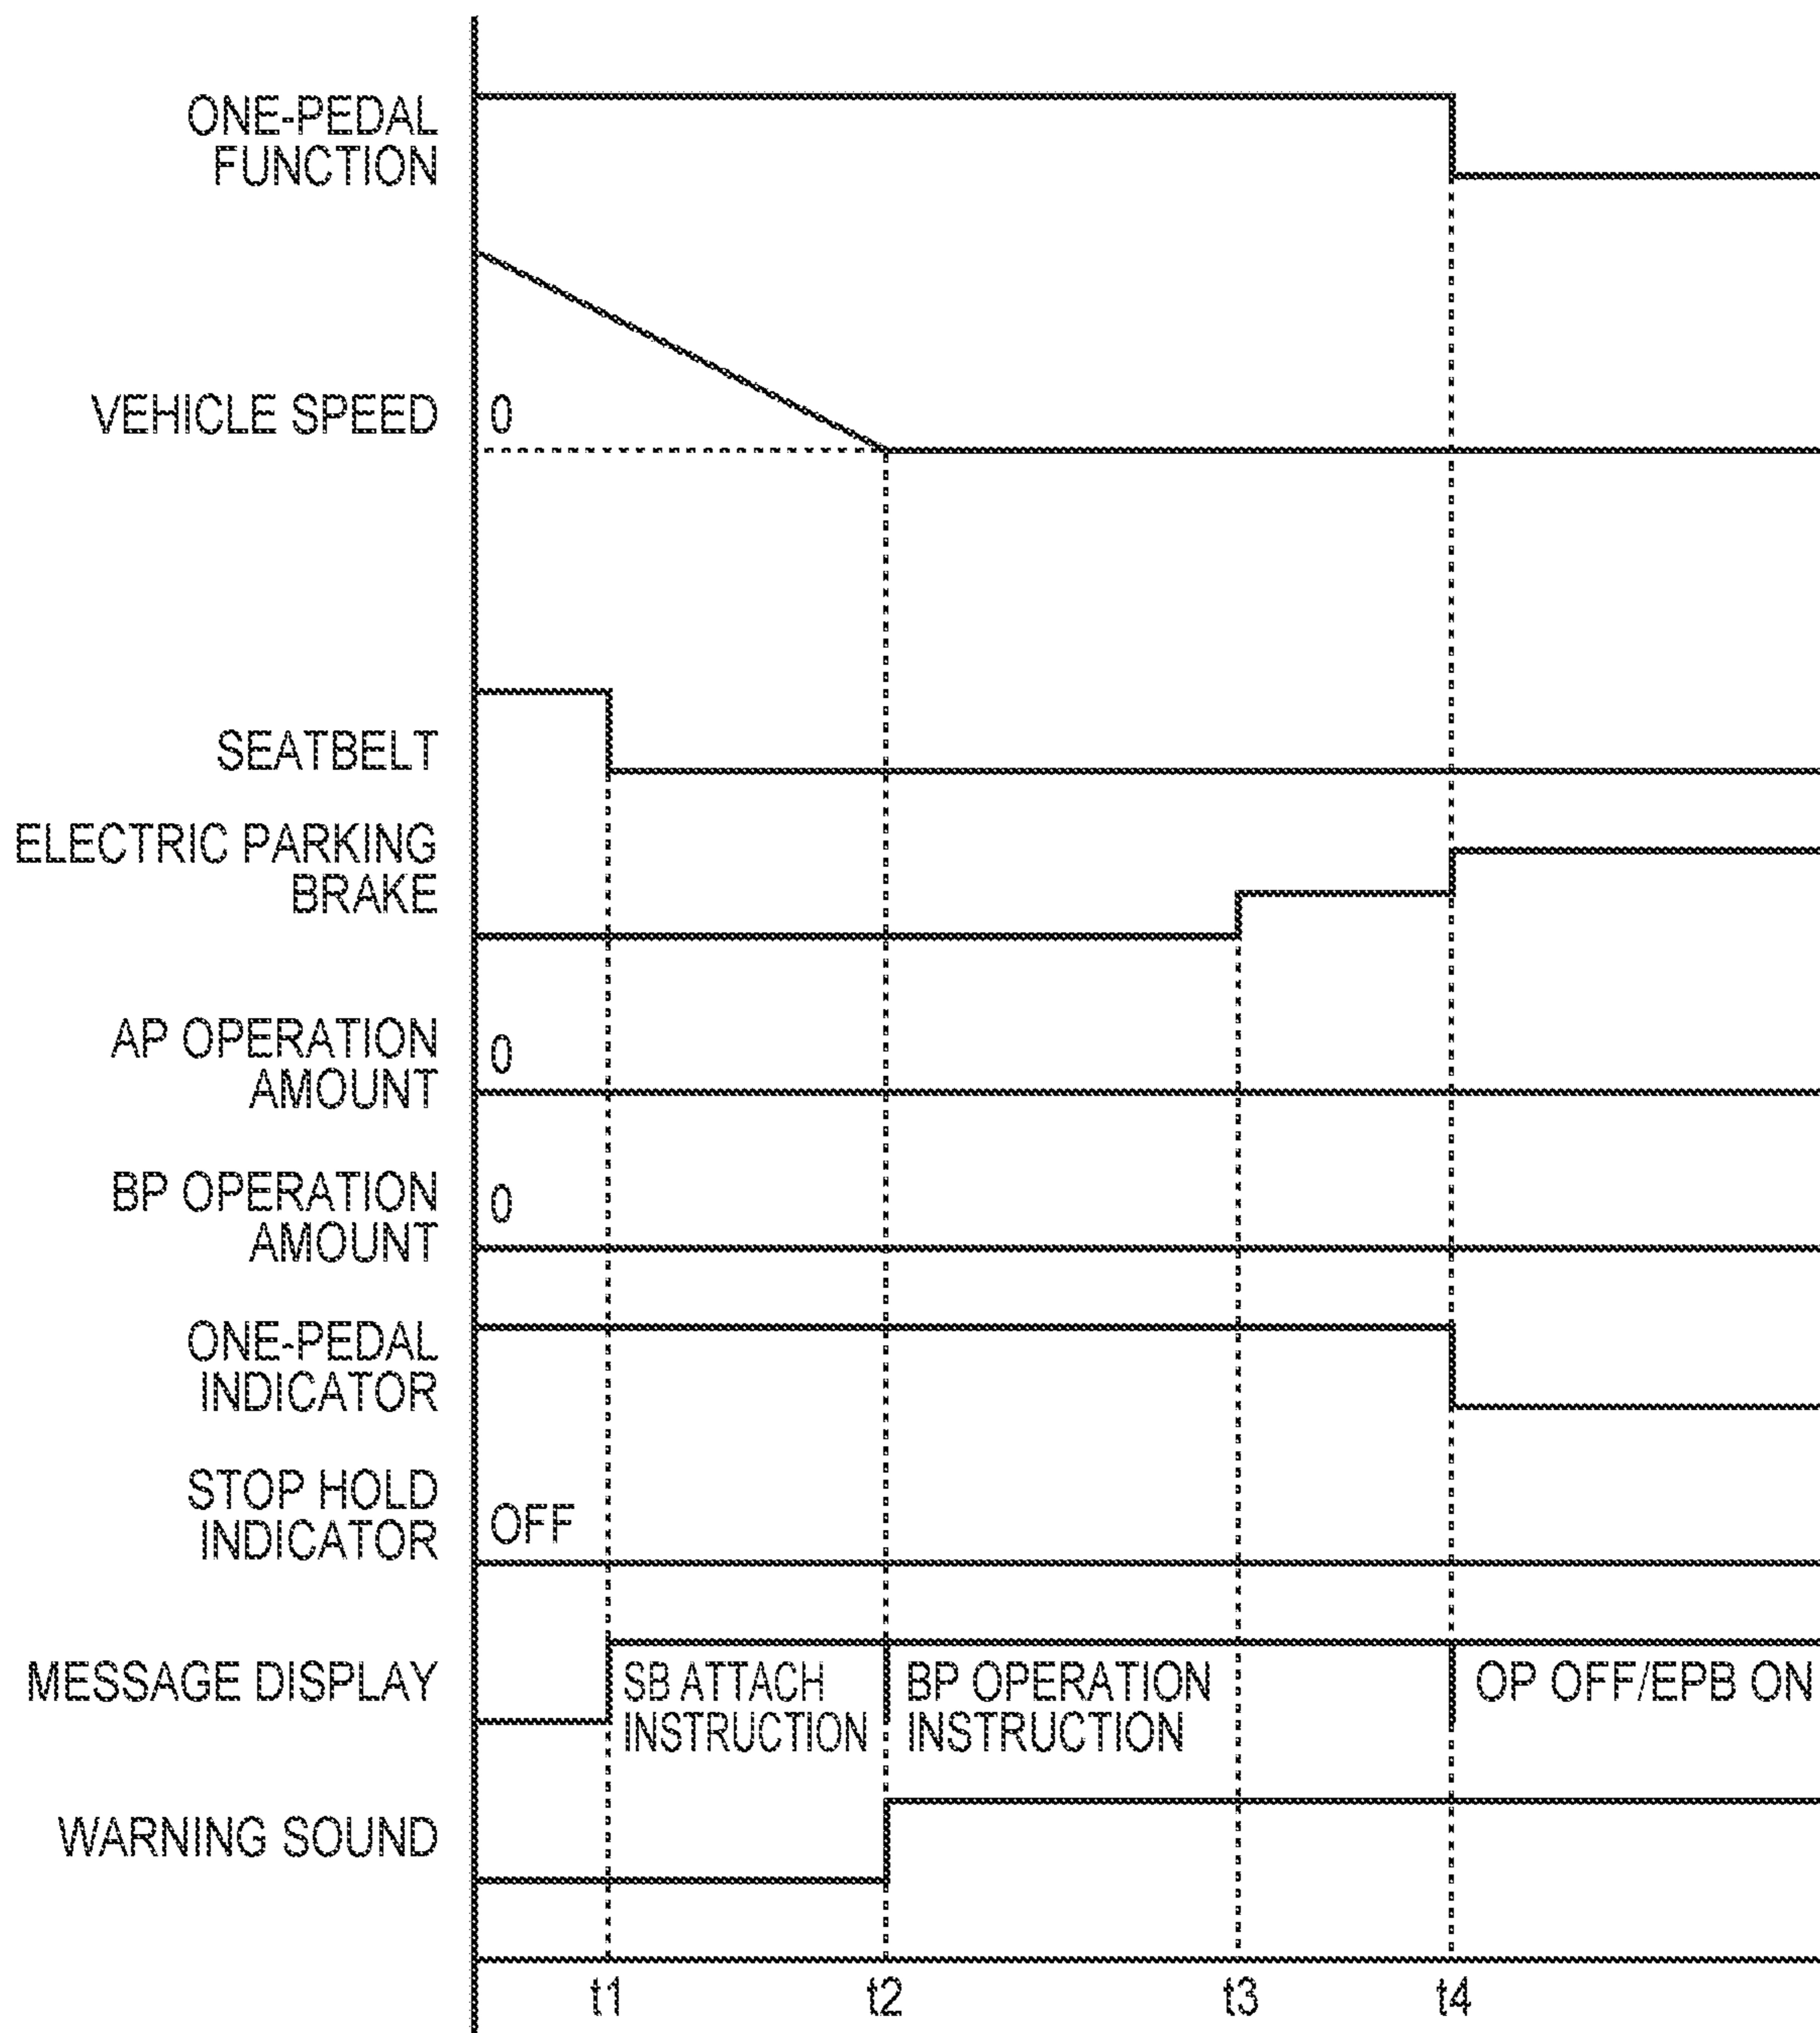 ONE-PEDAL
FUNCTION
VEHICLE SPEED 0
SEATBELT
ELECTRIC PARKING
BRAKE
AP OPERATION
AMOUNT
0
BP OPERATION
AMOUNT
0
ONE-PEDAL
INDICATOR
STOP HOLD
INDICATOR
OFF
MESSAGE DISPLAY
SB ATTACH
INSTRUCTION
BP OPERATION
INSTRUCTION
OP OFF/EPB ON
WARNING SOUND
t1 t2 t3 t4